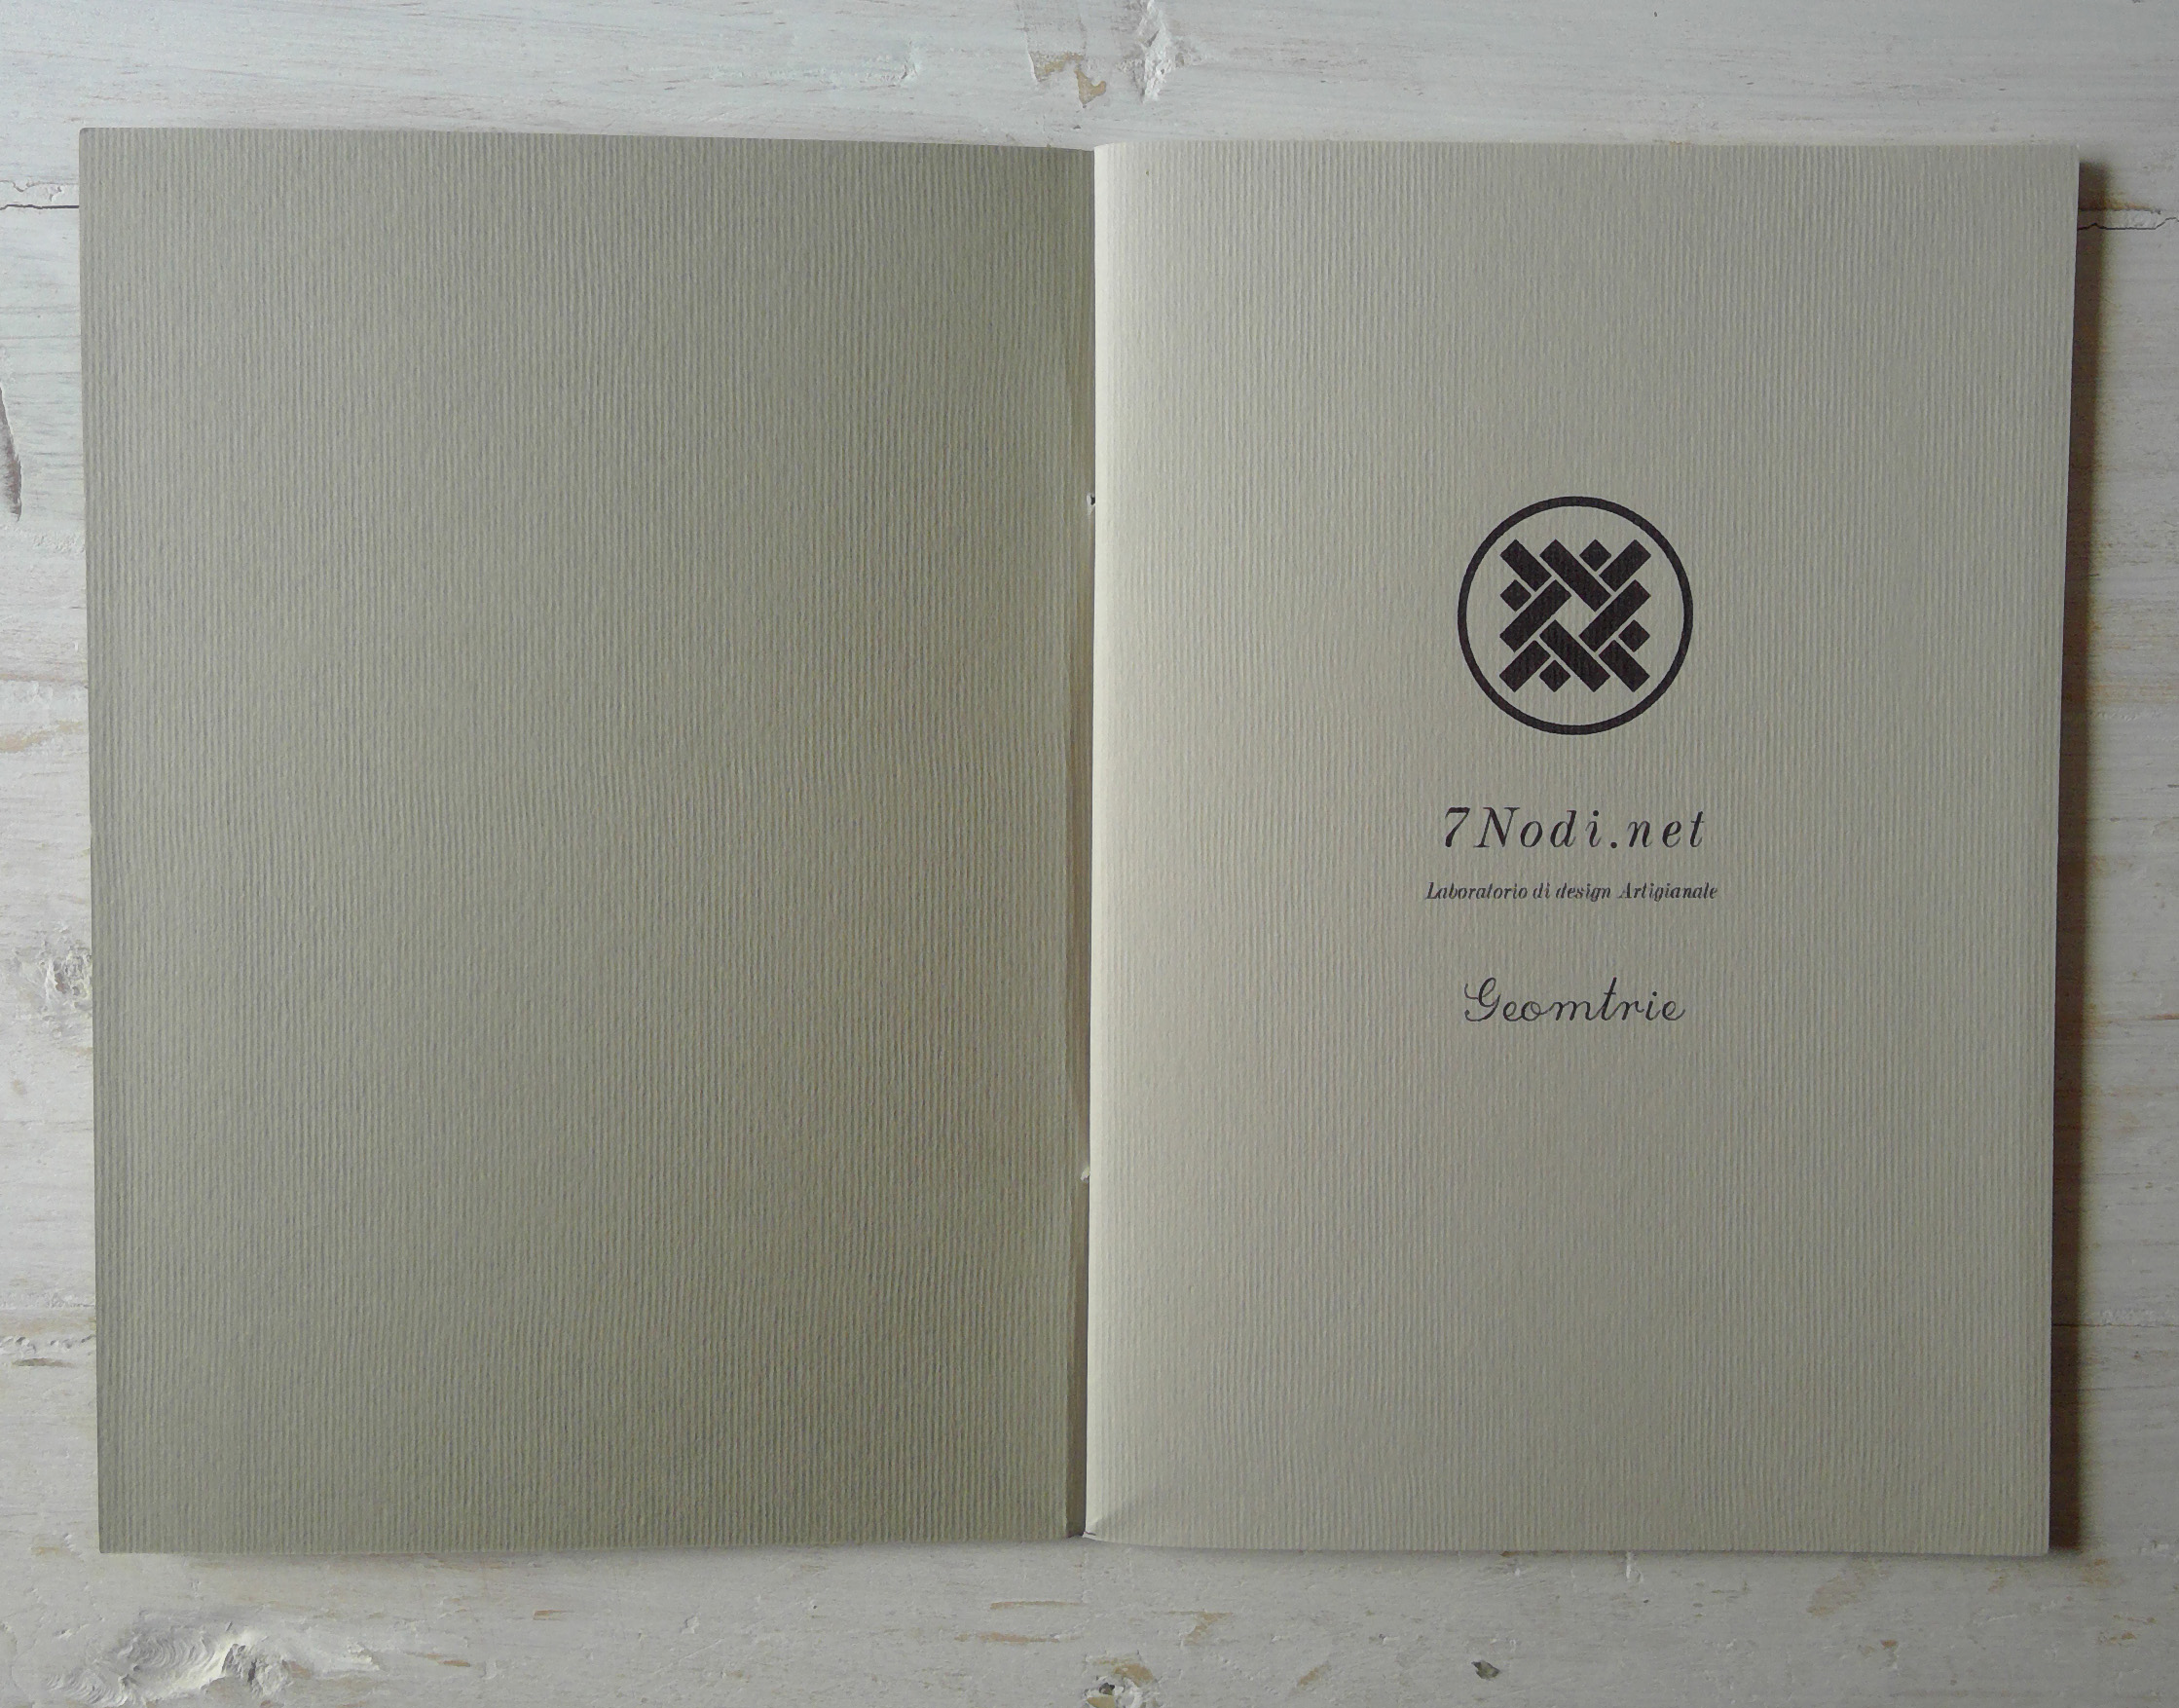 7Nodi.net
Laboratorio di design Artigianale
Geomtrie